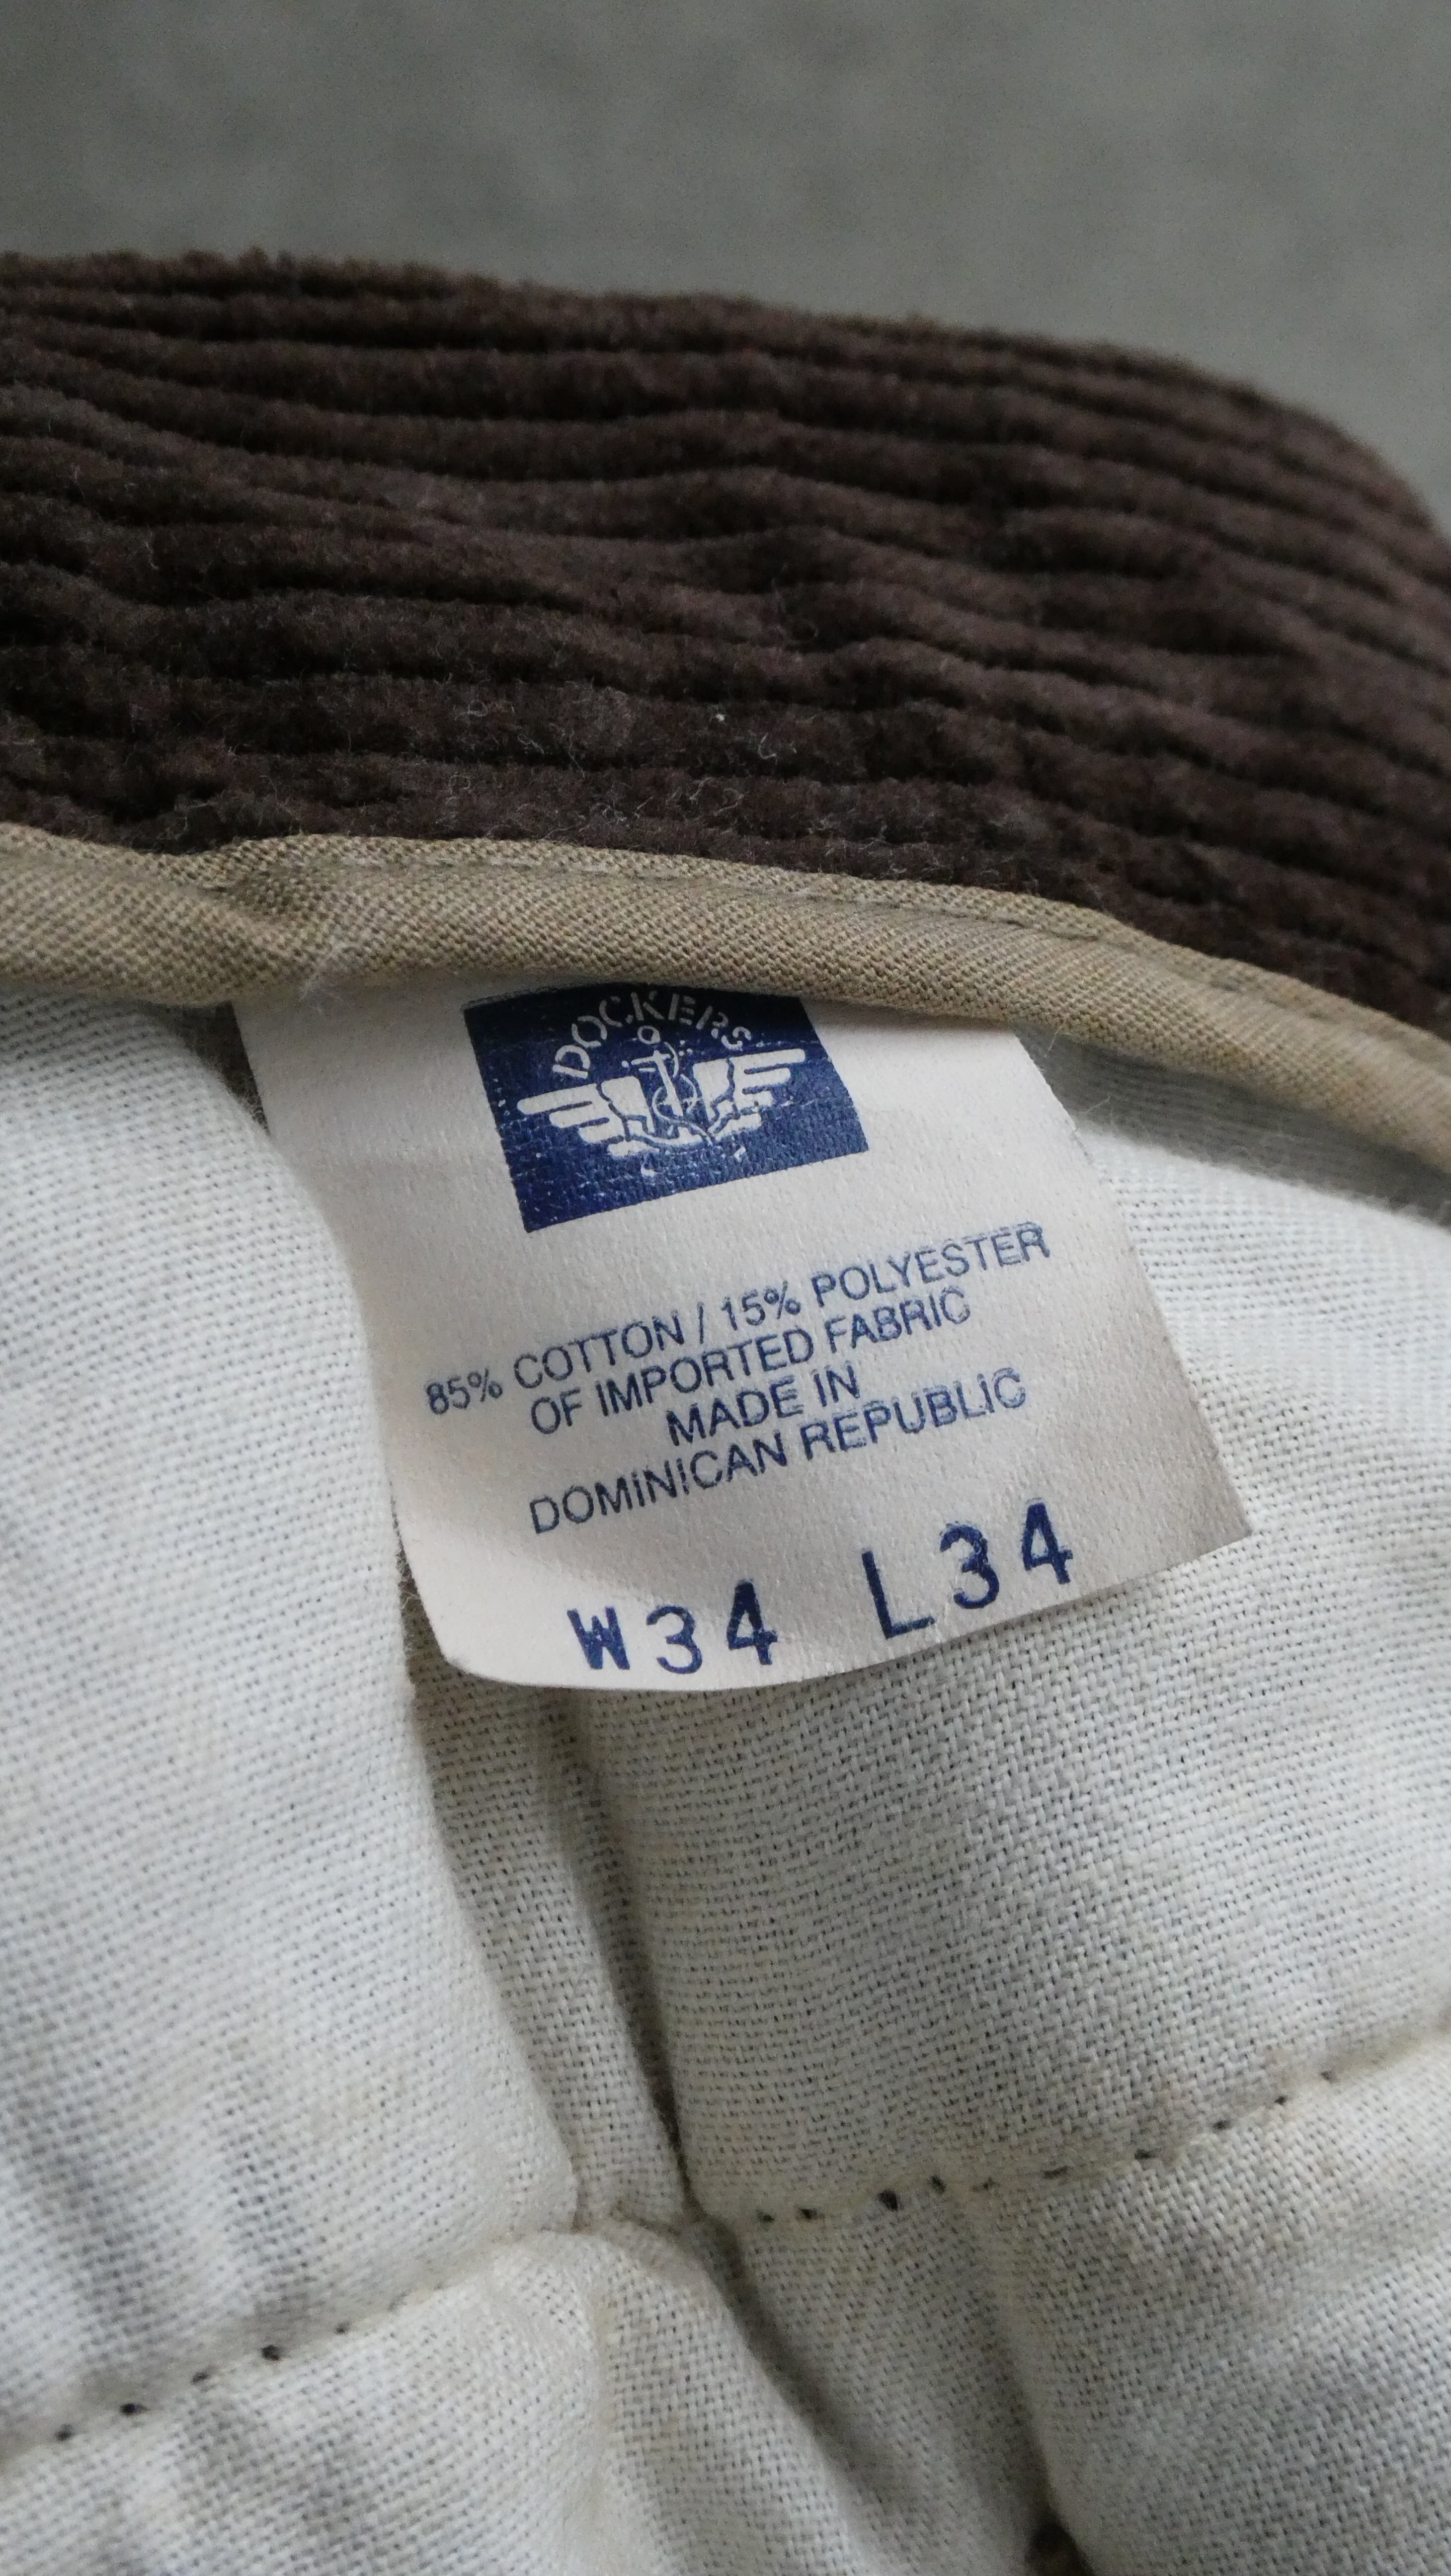 DOCKERS
85% COTTON / 15% POLYESTER
OF IMPORTED FABRIC
MADE IN
DOMINICAN REPUBLIC
W34 L34